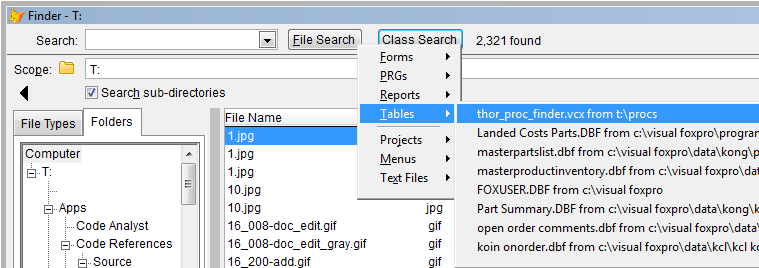 Finder - T:
Search:
File Search
Class Search
2,321 found
Scope:
T:
Search sub-directories
File Types
Folders
Computer
T:
Apps
Code Analyst
Code References
Source
File Name
1.jpg
1.jpg
1.jpg
10.jpg
10.jpg
jpg
16_008-doc_edit.gif
gif
16_008-doc_edit_gray.gif
gif
16_200-add.gif
gif
Forms
PRGs
Reports
Tables
Projects
Menus
Text Files
thor_proc_finder.vcx from t:\procs
Landed Costs Parts.DBF from c:\visual foxpro\program
masterpartslist.dbf from c:\visual foxpro\data\kong\p
masterproductinventory.dbf from c:\visual foxpro\data
FOXUSER.DBF from c:\visual foxpro
Part Summary.DBF from c:\visual foxpro\data\kong\k
open order comments.dbf from c:\visual foxpro\data
koin onorder.dbf from c:\visual foxpro\data\kcl\kcl ko